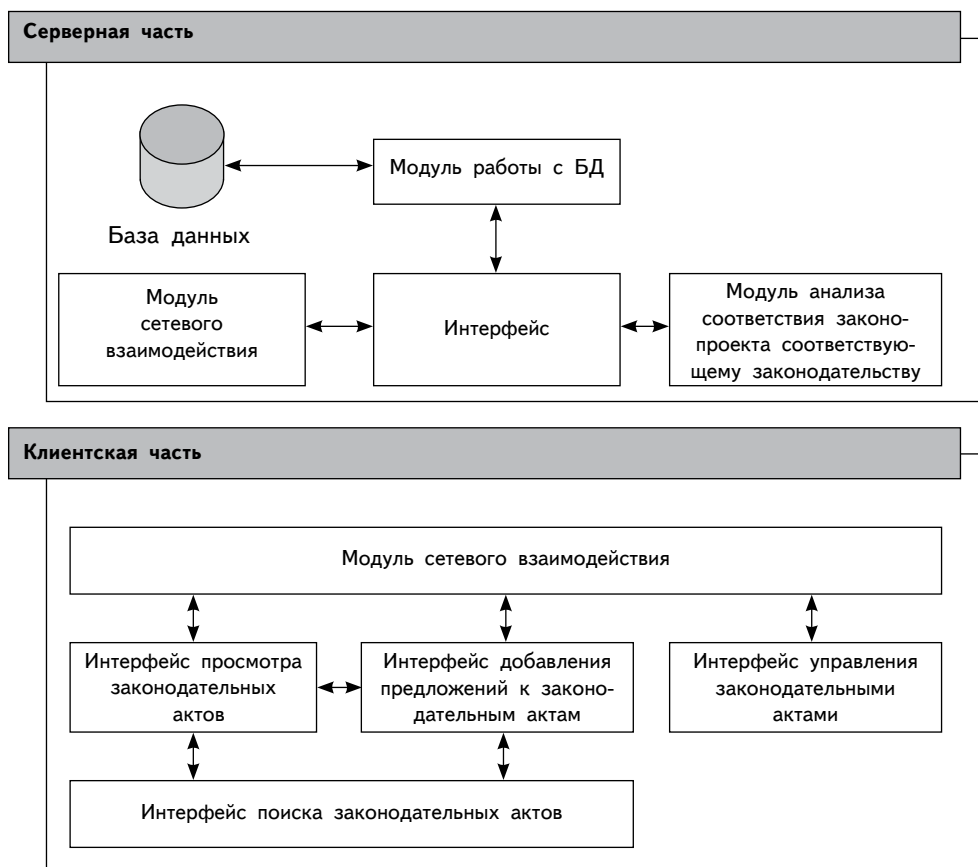 Серверная часть
Модуль работы с БД
База данных
Модуль
сетевого
взаимодействия
Интерфейс
Модуль анализа
соответствия законо-
проекта соответствую-
щему законодательству
Клиентская часть
Модуль сетевого взаимодействия
Интерфейс просмотра
законодательных
актов
Интерфейс добавления
предложений к законо-
дательным актам
Интерфейс управления
законодательными
актами
Интерфейс поиска законодательных актов